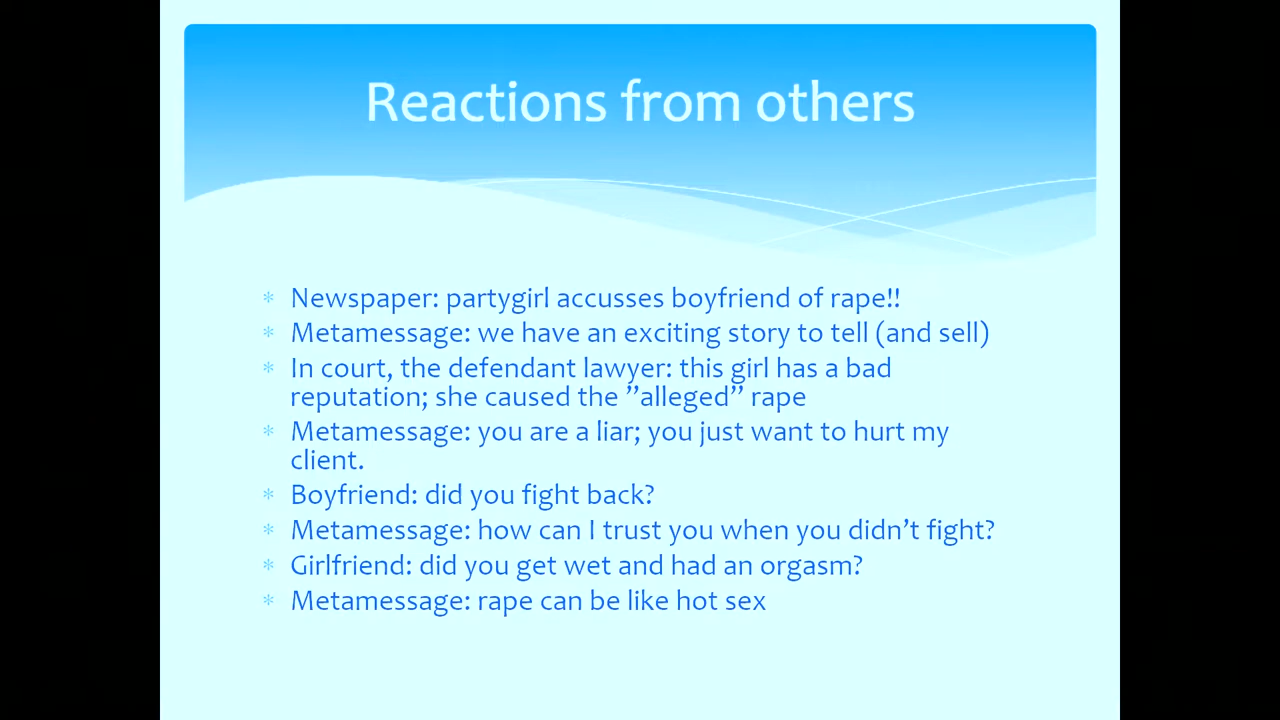 Reactions from others
* Newspaper: partygirl accusses boyfriend of rape!!
* Metamessage: we have an exciting story to tell (and sell)
* In court, the defendant lawyer: this girl has a bad
reputation; she caused the ”alleged” rape
* Metamessage: you are a liar; you just want to hurt my
client.
* Boyfriend: did you fight back?
* Metamessage: how can I trust you when you didn’t fight?
* Girlfriend: did you get wet and had an orgasm?
* Metamessage: rape can be like hot sex